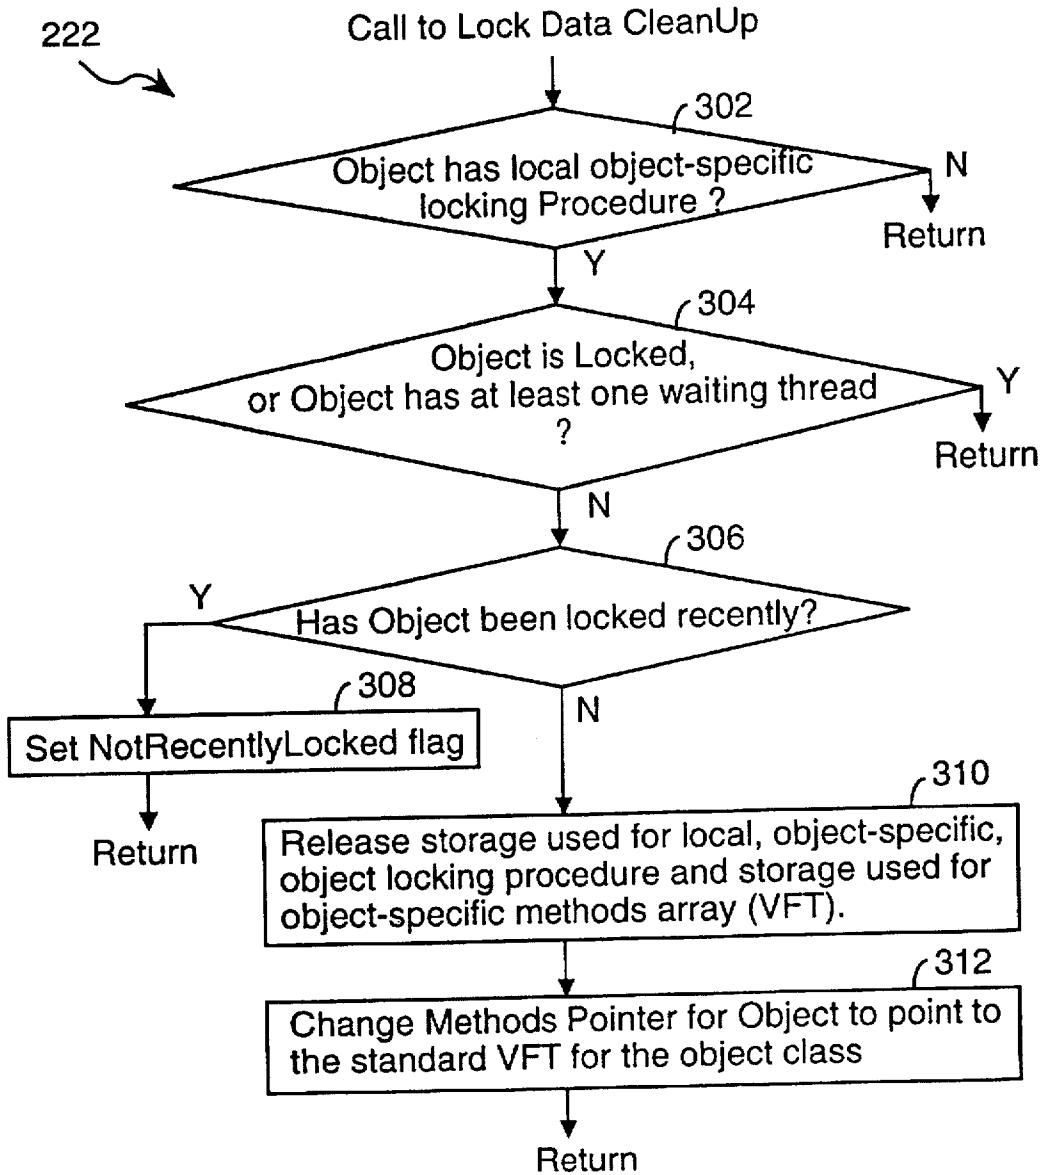 222
Call to Lock Data CleanUp
302
Object has local object-specific
locking Procedure ?
N
Return
Y
304
Object is Locked,
or Object has at least one waiting thread
?
Y
Return
N
306
Y
Has Object been locked recently?
308
N
Set NotRecentlyLocked flag
310
Return
Release storage used for local, object-specific,
object locking procedure and storage used for
object-specific methods array (VFT).
312
Change Methods Pointer for Object to point to
the standard VFT for the object class
Return